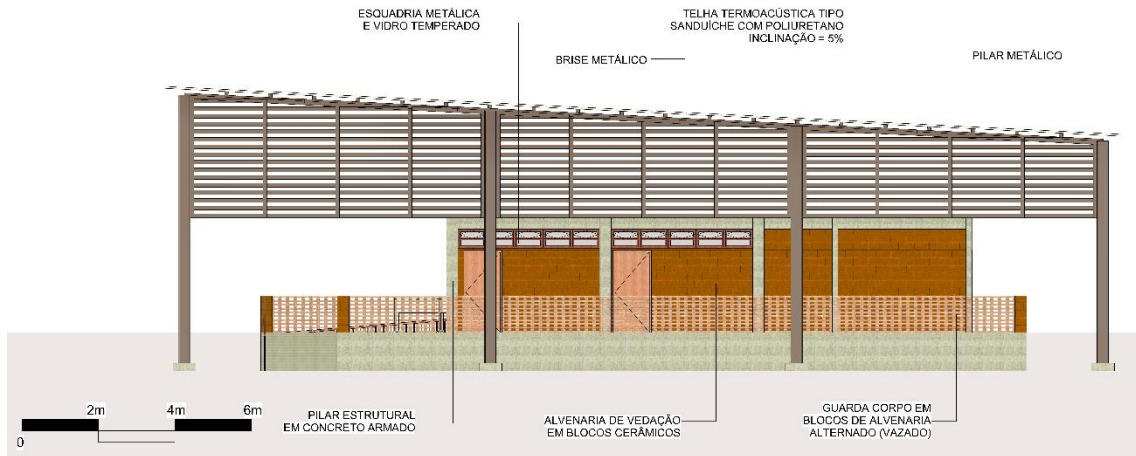 ESQUADRIA METÁLICA
E VIDRO TEMPERADO
TELHA TERMOACÚSTICA TIPO
SANDUÍCHE COM POLIURETANO
INCLINAÇÃO = 5%
BRISE METÁLICO
PILAR METÁLICO
2m
4m
6m
0
PILAR ESTRUTURAL
EM CONCRETO ARMADO
ALVENARIA DE VEDAÇÃO
EM BLOCOS CERÂMICOS
GUARDA CORPO EM
BLOCOS DE ALVENARIA
ALTERNADO (VAZADO)